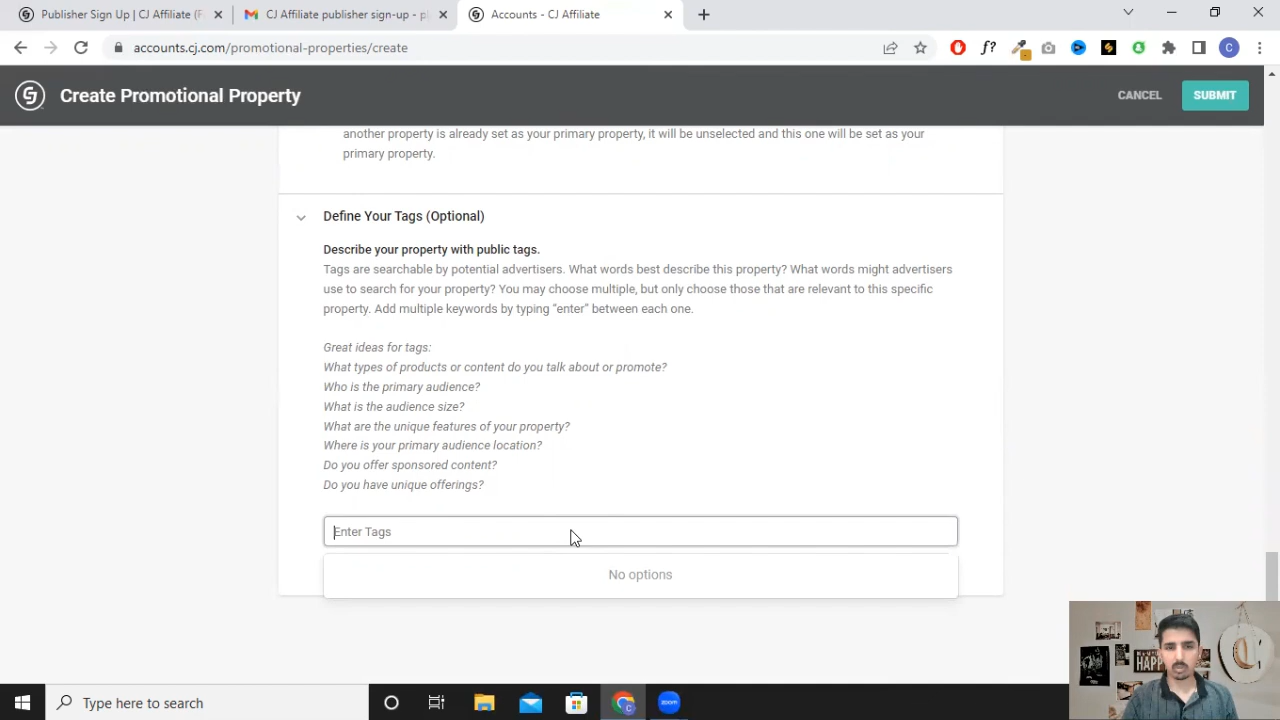 Publisher Sign Up | CJ Affiliate (F
CJ Affiliate publisher sign-up - pl
Accounts - CJ Affiliate
accounts.cj.com/promotional-properties/create
f?
C
Create Promotional Property
CANCEL
SUBMIT
another property is already set as your primary property, it will be unselected and this one will be set as your
primary property.
Define Your Tags (Optional)
Describe your property with public tags.
Tags are searchable by potential advertisers. What words best describe this property? What words might advertisers
use to search for your property? You may choose multiple, but only choose those that are relevant to this specific
property. Add multiple keywords by typing “enter” between each one.
Great ideas for tags:
What types of products or content do you talk about or promote?
Who is the primary audience?
What is the audience size?
What are the unique features of your property?
Where is your primary audience location?
Do you offer sponsored content?
Do you have unique offerings?
Enter Tags
No options
HAPP
Type here to search
zoom